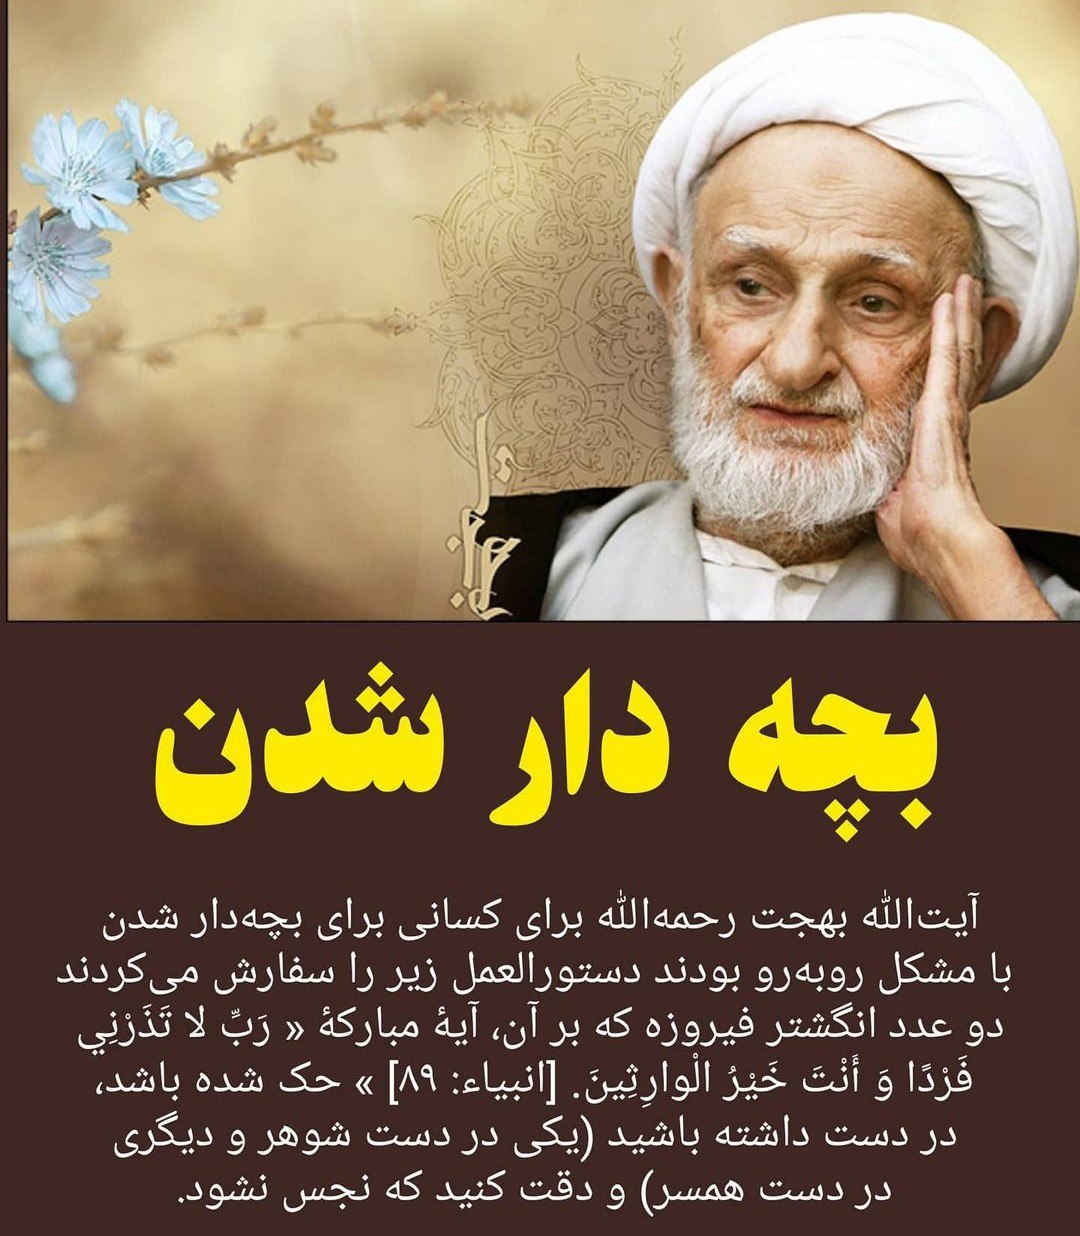 بچه دار شدن
آیت‌الله بهجت رحمه‌الله برای کسانی برای بچه‌دار شدن
با مشکل روبه‌رو بودند دستورالعمل زیر را سفارش می‌کردند
دو عدد انگشتر فیروزه که بر آن، آیهٔ مبارکهٔ « رَبِّ لا تَذَرْنِي
فَرْدًا وَ أَنْتَ خَيْرُ الْوارِثِينَ. [انبیاء: ۸۹] » حک شده باشد،
در دست داشته باشید (یکی در دست شوهر و دیگری
در دست همسر) و دقت کنید که نجس نشود.